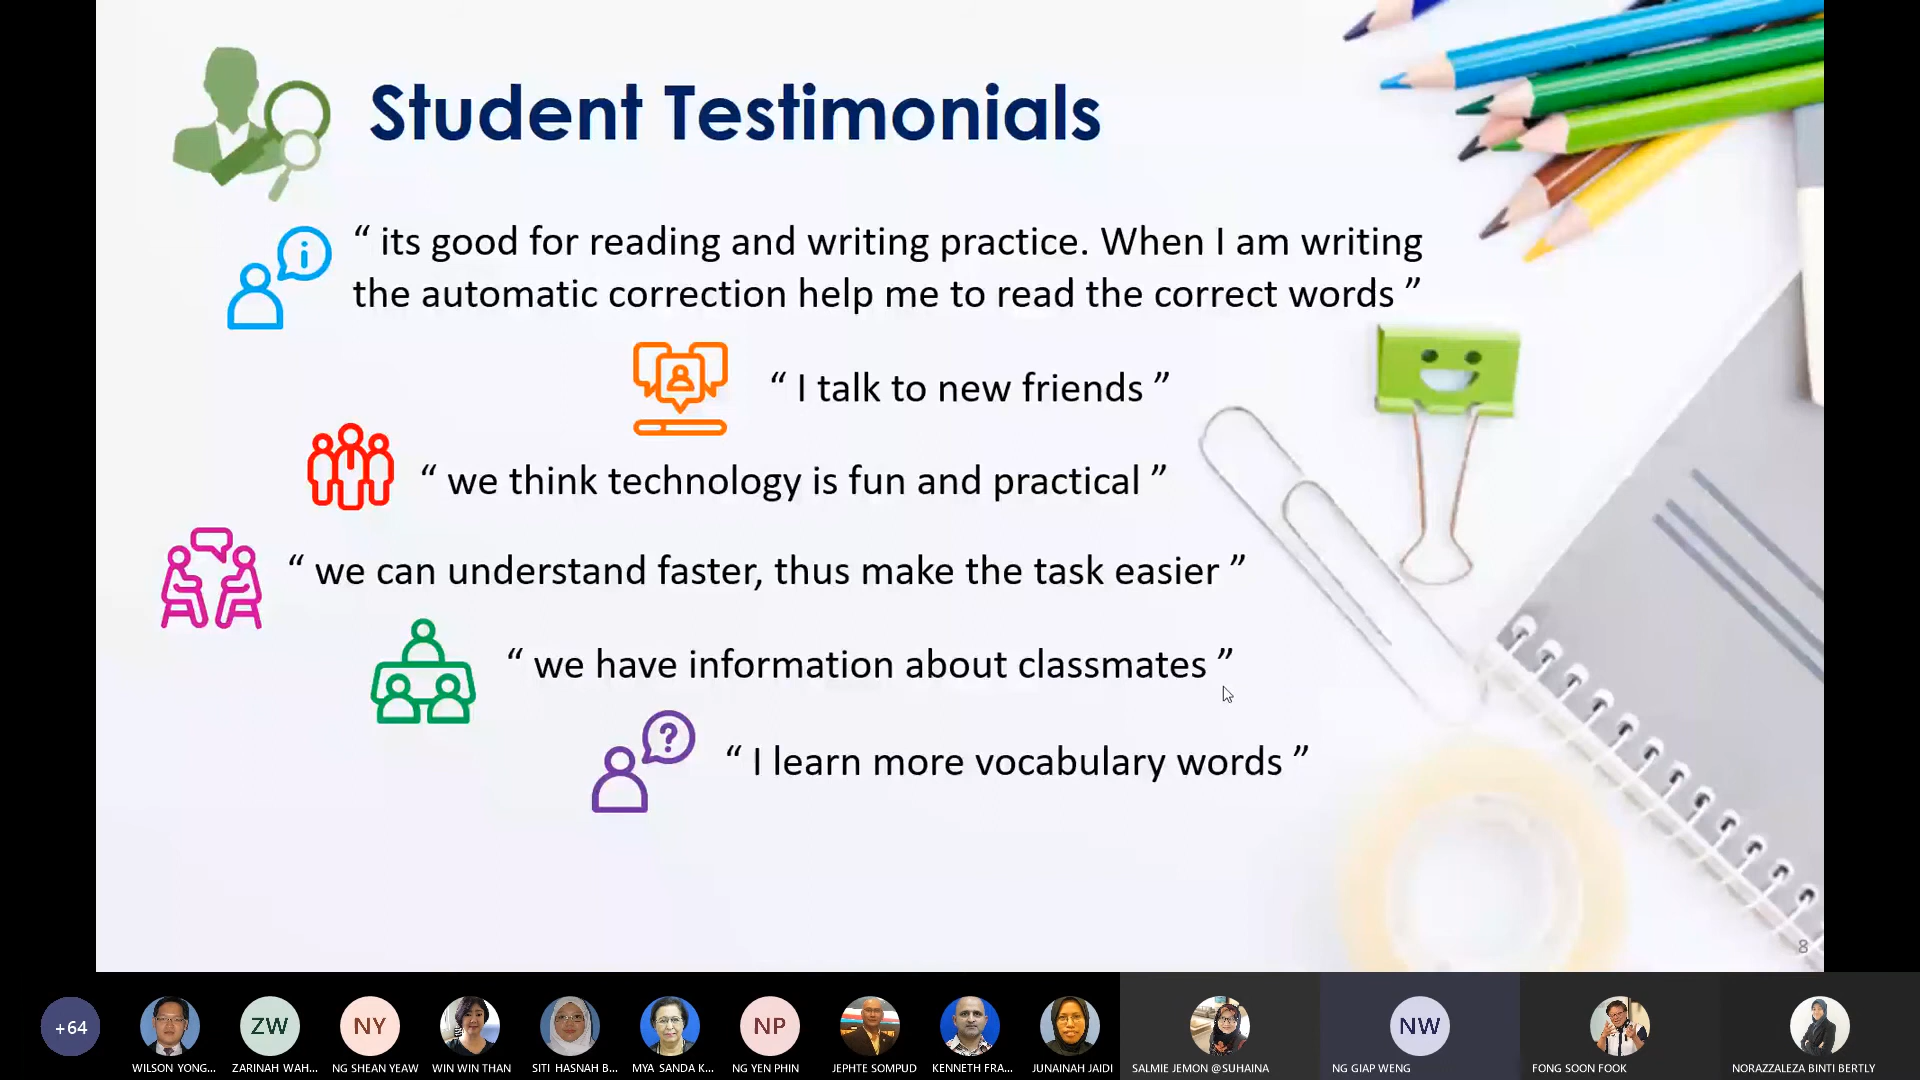 Student Testimonials
“ its good for reading and writing practice. When I am writing
the automatic correction help me to read the correct words ”
“ I talk to new friends ”
“ we think technology is fun and practical ”
“ we can understand faster, thus make the task easier ”
“ we have information about classmates ”
“ I learn more vocabulary words ”
8
+64
ZW
NY
NP
NW
WILSON YONG...
ZARINAH WAH...
NG SHEAN YEAW
WIN WIN THAN
SITI HASNAH B...
MYA SANDA K...
NG YEN PHIN
JEPHTE SOMPUD
KENNETH FRA...
JUNAINAH JAIDI
SALMIE JEMON @SUHAINA
NG GIAP WENG
FONG SOON FOOK
NORAZZALEZA BINTI BERTLY